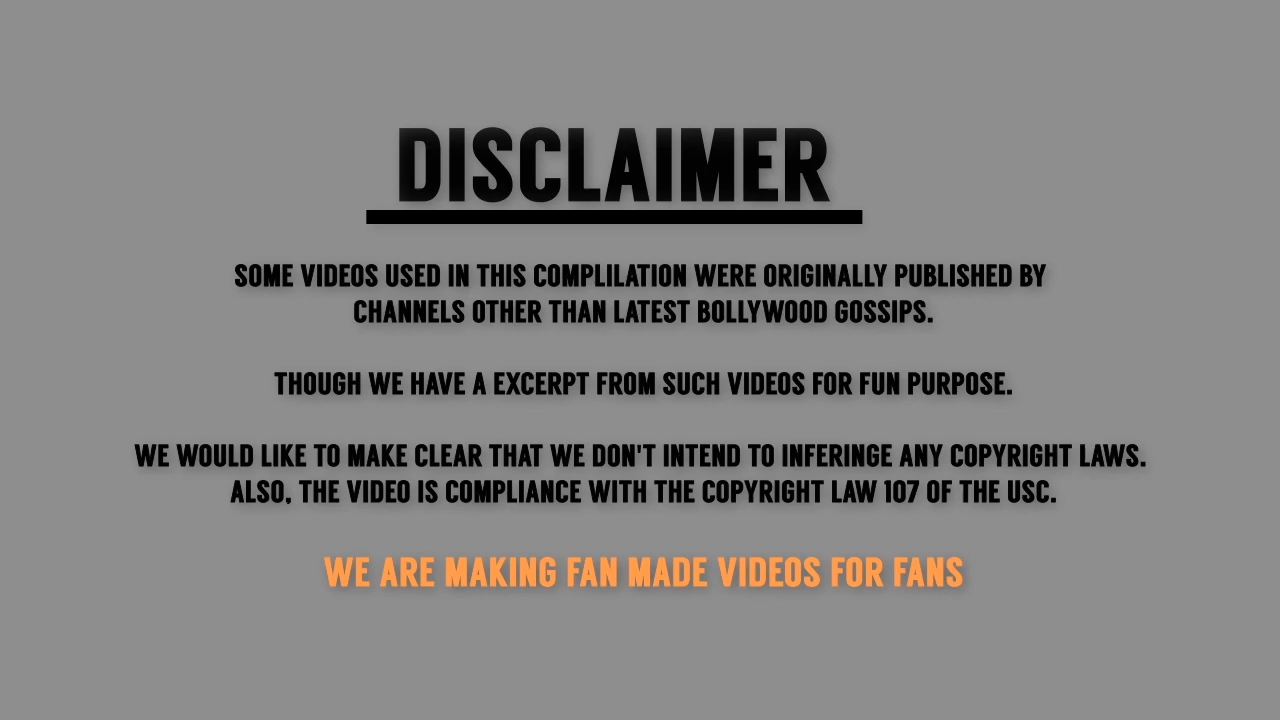 DISCLAIMER
SOME VIDEOS USED IN THIS COMPLILATION WERE ORIGINALLY PUBLISHED BY
CHANNELS OTHER THAN LATEST BOLLYWOOD GOSSIPS.
THOUGH WE HAVE A EXCERPT FROM SUCH VIDEOS FOR FUN PURPOSE.
WE WOULD LIKE TO MAKE CLEAR THAT WE DON'T INTEND TO INFERINGE ANY COPYRIGHT LAWS.
ALSO, THE VIDEO IS COMPLIANCE WITH THE COPYRIGHT LAW 107 OF THE USC.
WE ARE MAKING FAN MADE VIDEOS FOR FANS